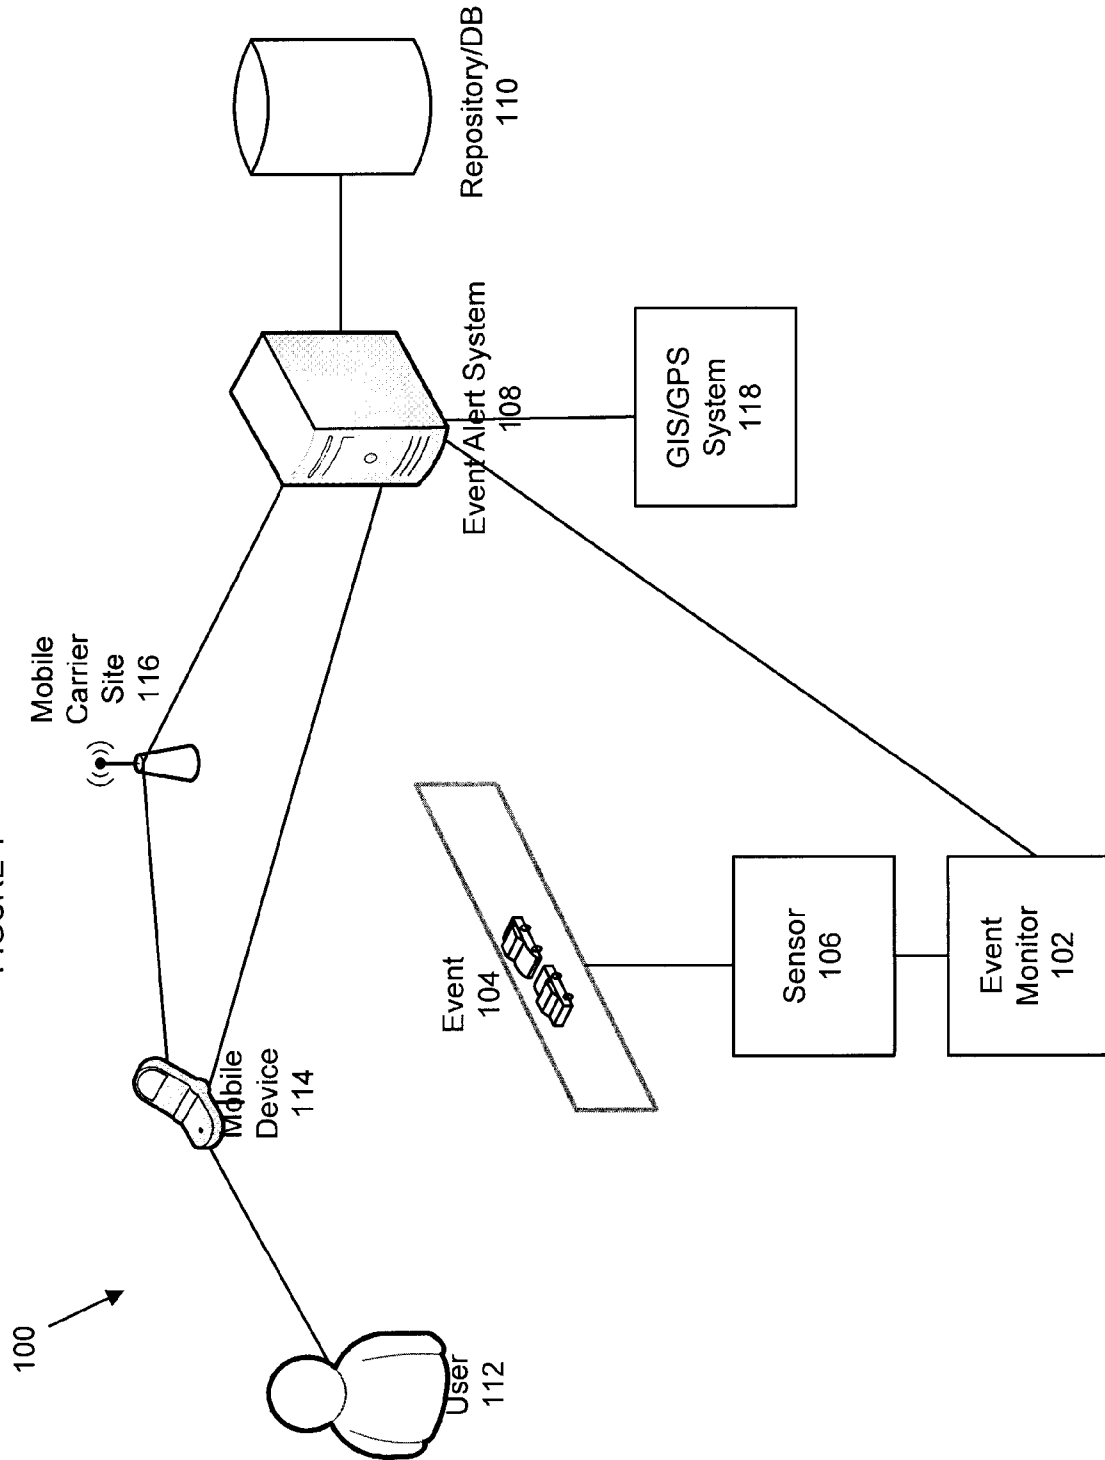 FIGURE 1
100
Mobile
Carrier
Site
116
Repository/DB
110
Event Alert System
108
Mobile
Device
114
User
112
Event
104
GIS/GPS
System
118
Sensor
106
Event
Monitor
102